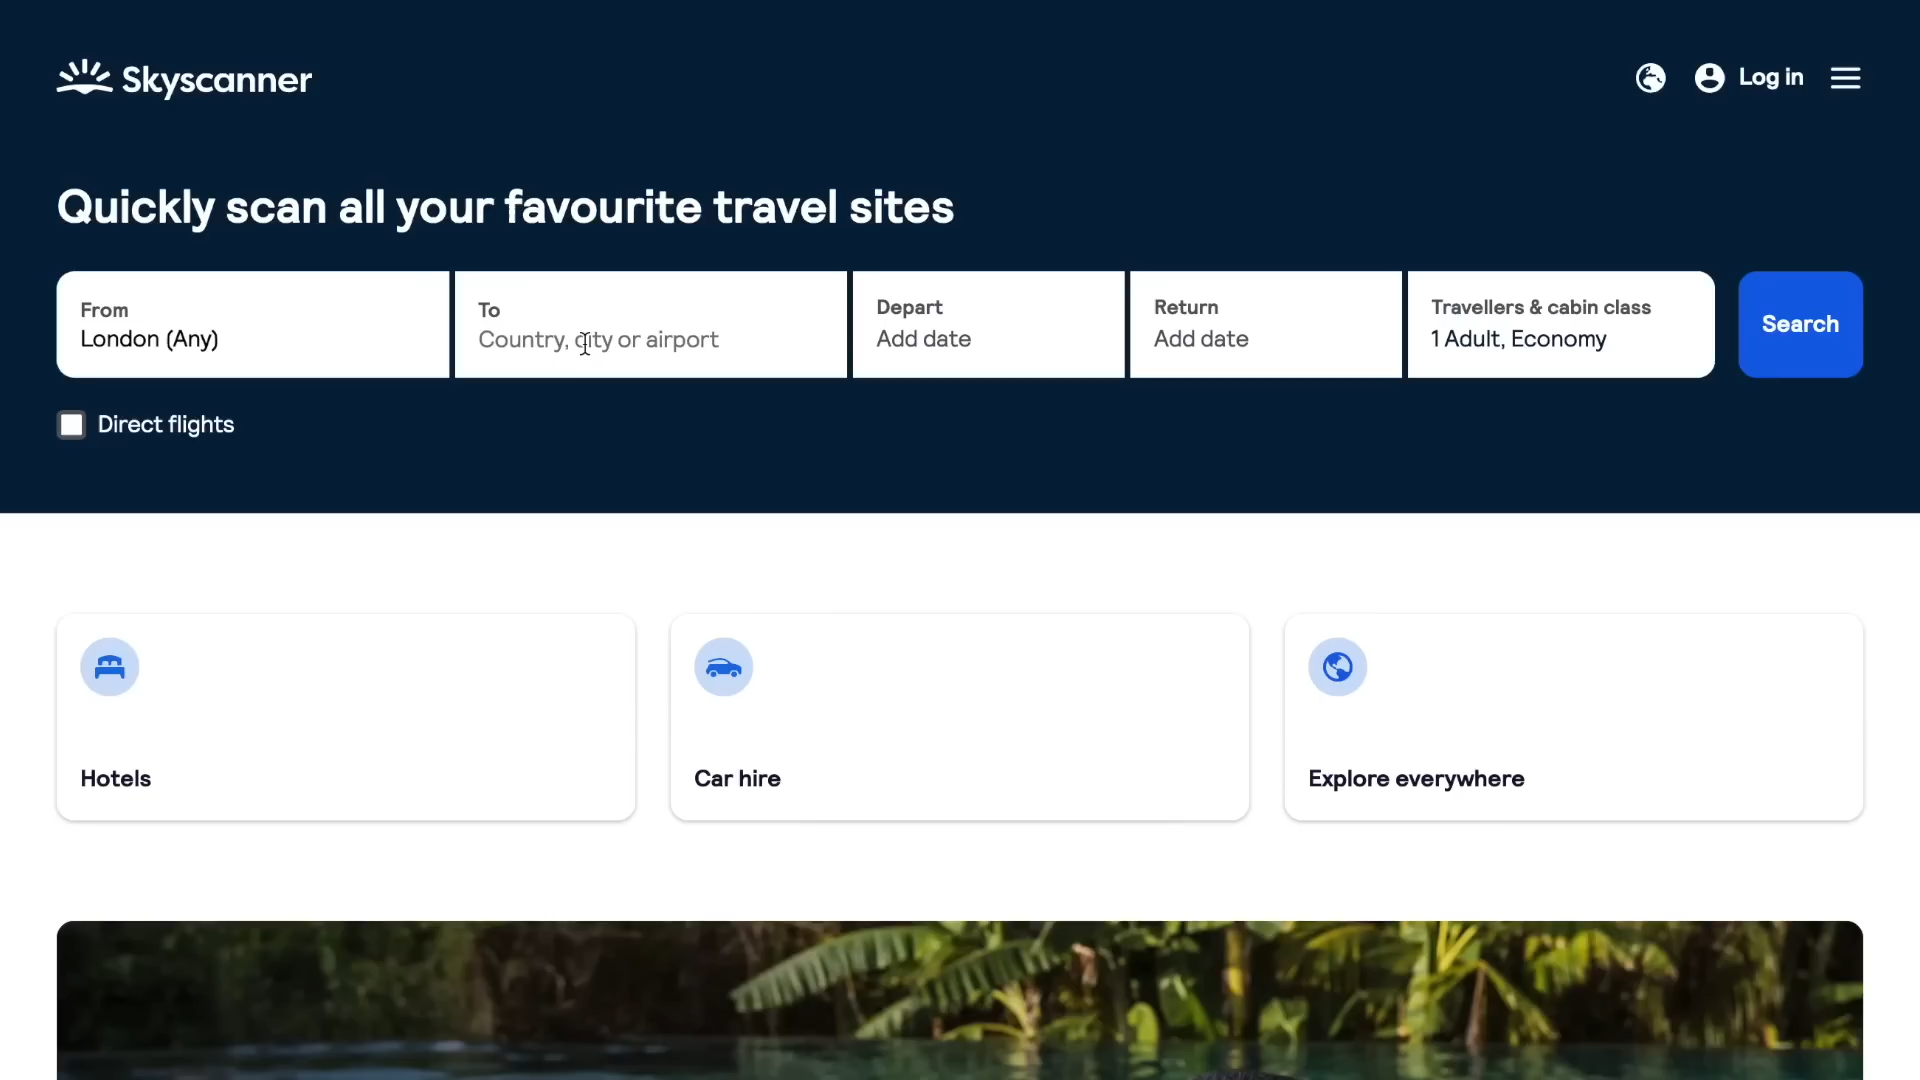 Skyscanner
Log in
Quickly scan all your favourite travel sites
From
London (Any)
To
Country, city or airport
Depart
Add date
Return
Add date
Travellers & cabin class
1 Adult, Economy
Search
Direct flights
Hotels
Car hire
Explore everywhere